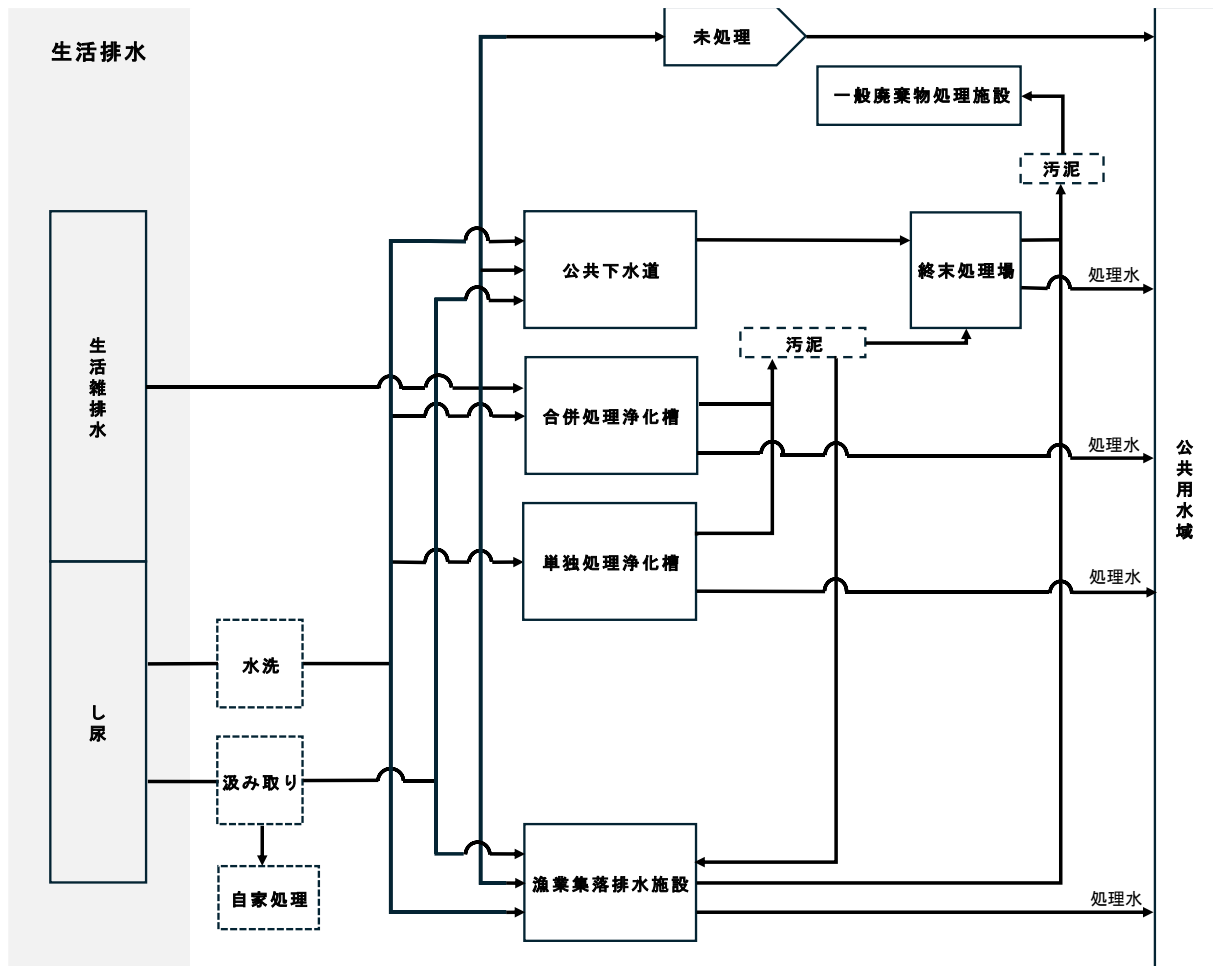 生活排水
未処理
一般廃棄物処理施設
汚泥
公共下水道
終末処理場
処理水
汚泥
生活雑排水
合併処理浄化槽
処理水
公共用水域
単独処理浄化槽
処理水
水洗
し尿
汲み取り
自家処理
漁業集落排水施設
処理水